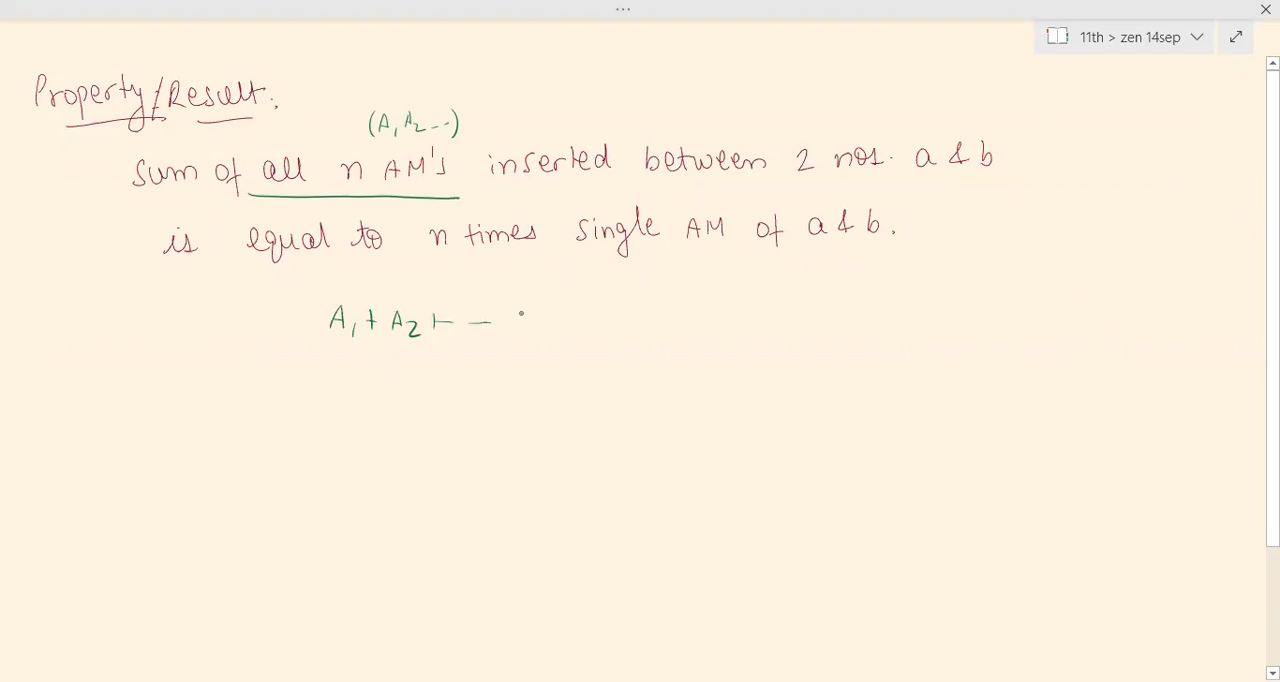 ...
11th > zen 14sep
Property/Result:
(A₁ A₂ ---)
Sum of all n AM's inserted between 2 nos. a & b
is equal to n times single AM of a & b.
A₁ + A₂ + -